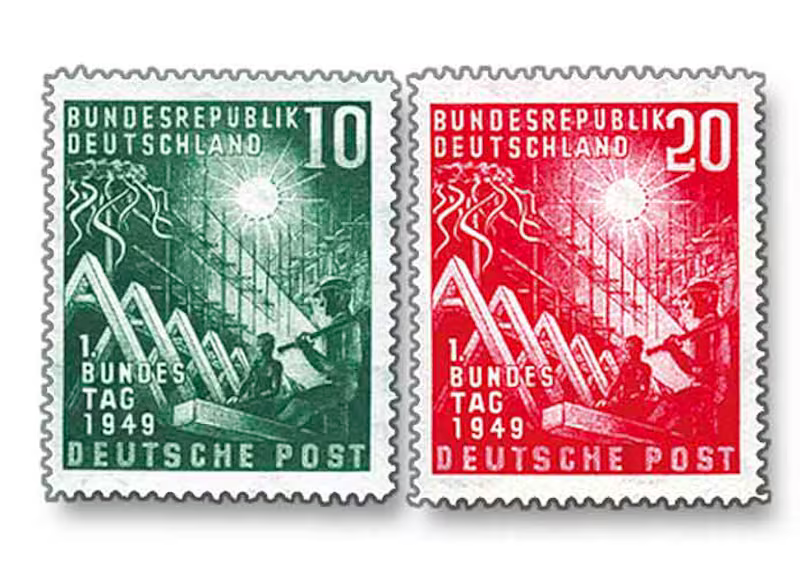 BUNDESREPUBLIK 10
DEUTSCHLAND
1.
BUNDES
TAG
1949
DEUTSCHE POST
BUNDESREPUBLIK 20
DEUTSCHLAND
1.
BUNDES
TAG
1949
DEUTSCHE POST